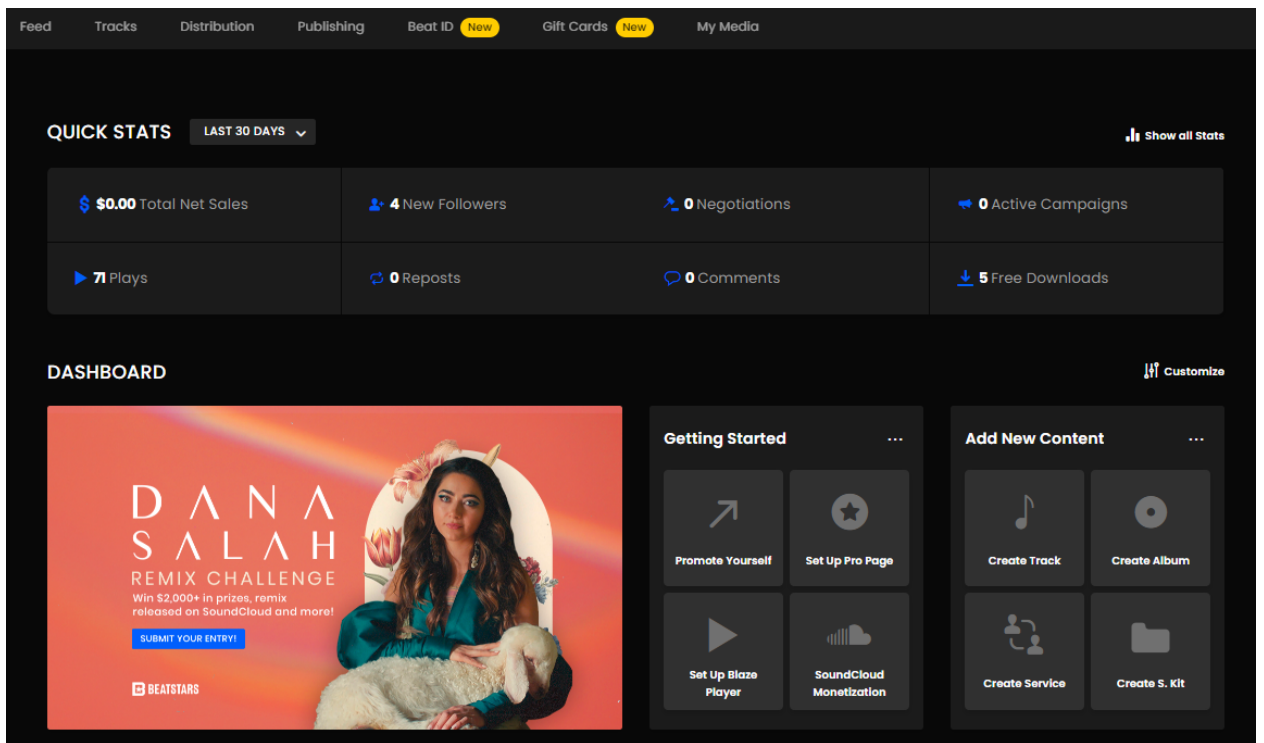 Feed Tracks Distribution Publishing Beat ID New Gift Cards New My Media
QUICK STATS LAST 30 DAYS Show all Stats
$0.00 Total Net Sales 4 New Followers 0 Negotiations 0 Active Campaigns
71 Plays 0 Reposts 0 Comments 5 Free Downloads
DASHBOARD Customize
DANA
SALAH
REMIX CHALLENGE
Win $2,000+ in prizes, remix
released on SoundCloud and more!
SUBMIT YOUR ENTRY!
BEATSTARS
Getting Started ...
Promote Yourself Set Up Pro Page
Set Up Blaze
Player
SoundCloud
Monetization
Add New Content ...
Create Track Create Album
Create Service Create S. Kit